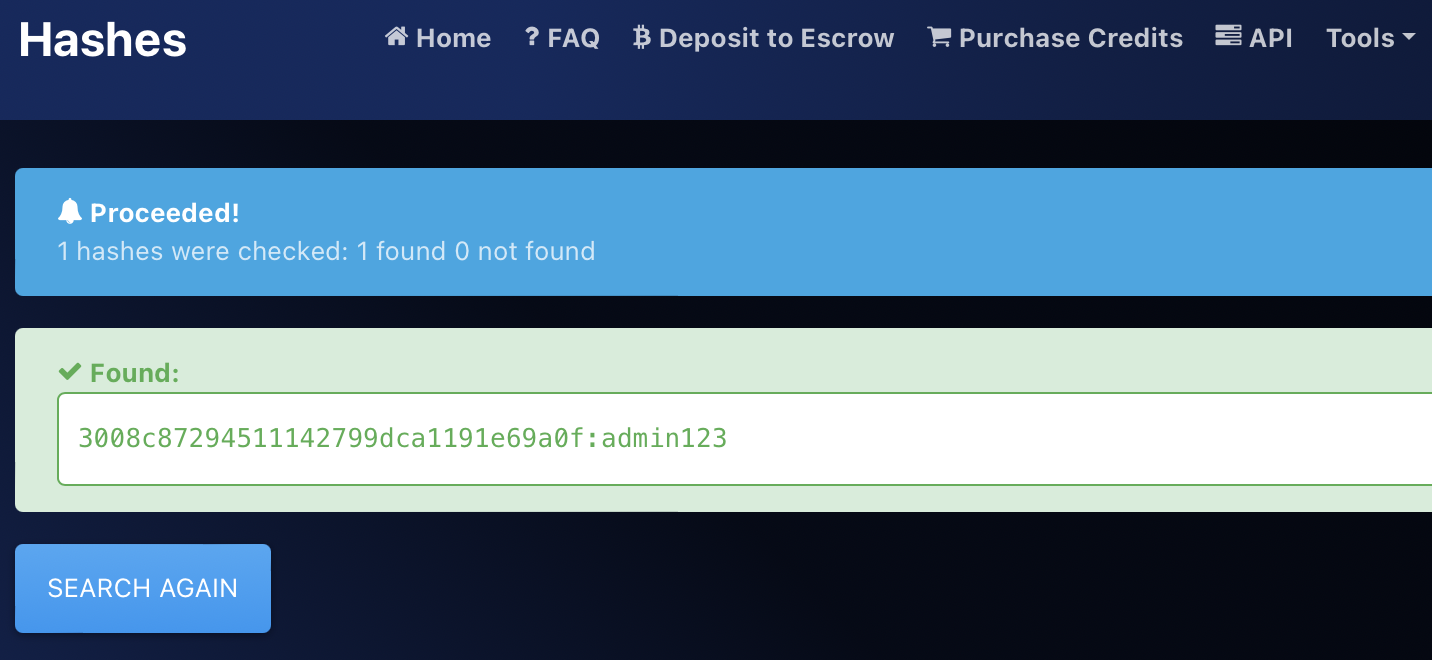 Hashes
Home ? FAQ Deposit to Escrow Purchase Credits API Tools
Proceeded!
1 hashes were checked: 1 found 0 not found
Found:
3008c87294511142799dca1191e69a0f:admin123
SEARCH AGAIN